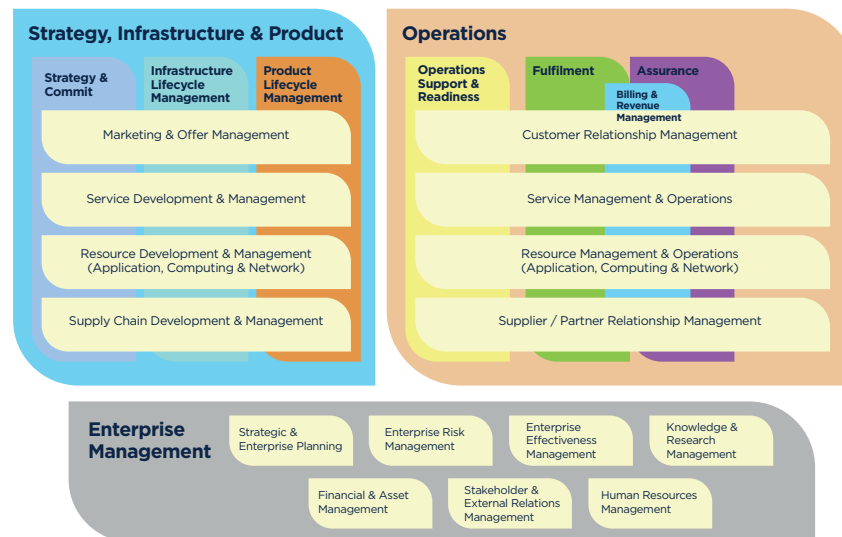 Strategy, Infrastructure & Product
Strategy &
Commit
Infrastructure
Lifecycle
Management
Product
Lifecycle
Management
Marketing & Offer Management
Service Development & Management
Resource Development & Management
(Application, Computing & Network)
Supply Chain Development & Management
Operations
Operations
Support &
Readiness
Fulfilment
Assurance
Billing &
Revenue
Management
Customer Relationship Management
Service Management & Operations
Resource Management & Operations
(Application, Computing & Network)
Supplier / Partner Relationship Management
Enterprise
Management
Strategic &
Enterprise Planning
Enterprise Risk
Management
Enterprise
Effectiveness
Management
Knowledge &
Research
Management
Financial & Asset
Management
Stakeholder &
External Relations
Management
Human Resources
Management